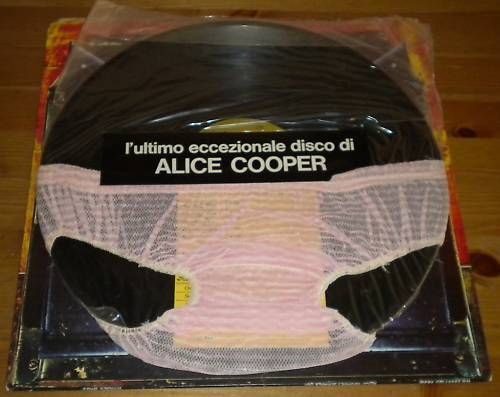 l'ultimo eccezionale disco di
ALICE COOPER